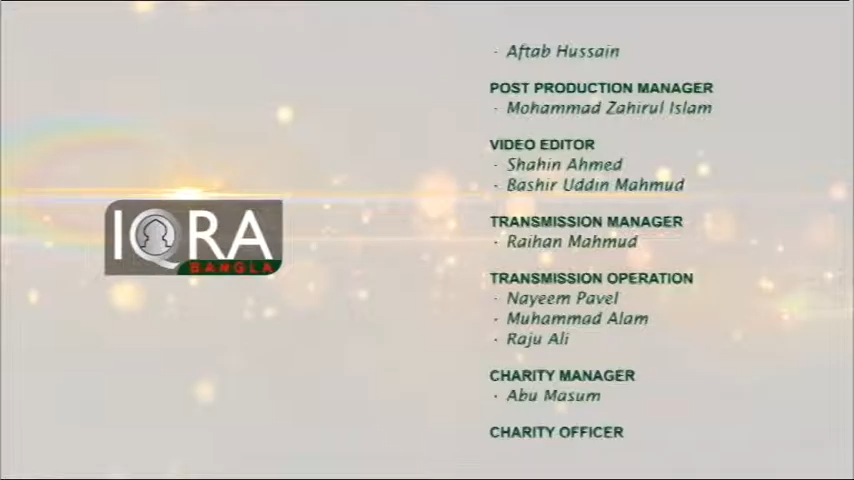 IQRA
BANGLA
- Aftab Hussain
POST PRODUCTION MANAGER
- Mohammad Zahirul Islam
VIDEO EDITOR
- Shahin Ahmed
- Bashir Uddin Mahmud
TRANSMISSION MANAGER
- Raihan Mahmud
TRANSMISSION OPERATION
- Nayeem Pavel
- Muhammad Alam
- Raju Ali
CHARITY MANAGER
- Abu Masum
CHARITY OFFICER